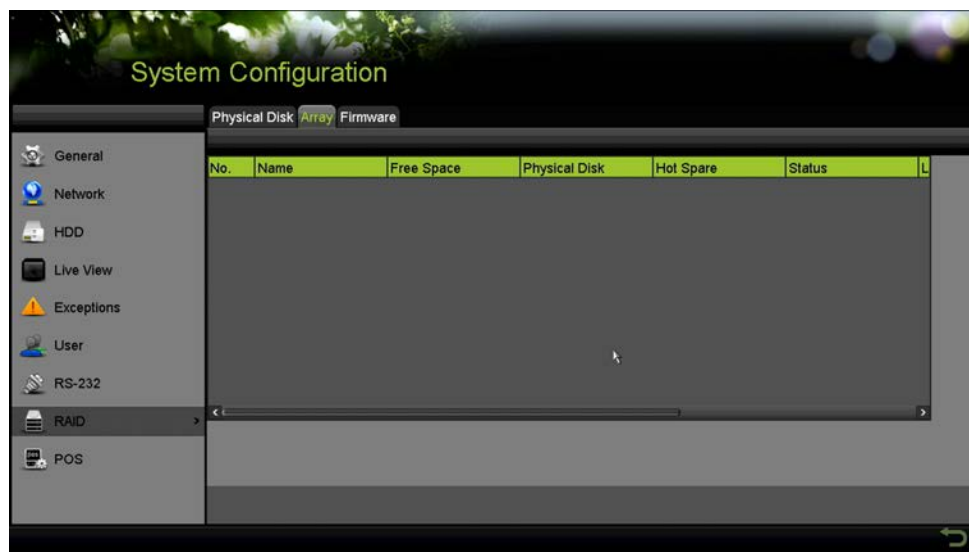 System Configuration
Physical Disk Array Firmware
General
Network
HDD
Live View
Exceptions
User
RS-232
RAID
POS
No. Name Free Space Physical Disk Hot Spare Status L